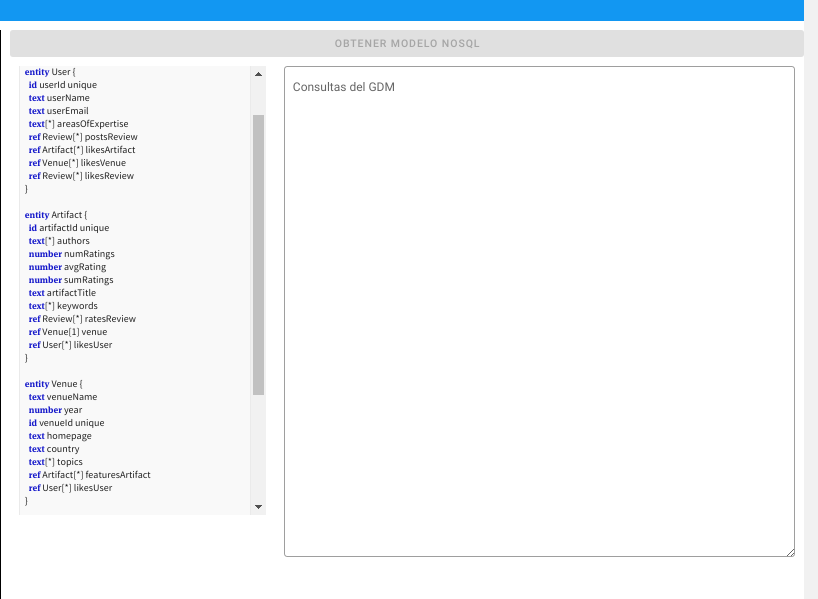 OBTENER MODELO NOSQL
entity User {
id userId unique
text userName
text userEmail
text[*] areasOfExpertise
ref Review[*] postsReview
ref Artifact[*] likesArtifact
ref Venue[*] likesVenue
ref Review[*] likesReview
}
entity Artifact {
id artifactId unique
text[*] authors
number numRatings
number avgRating
number sumRatings
text artifactTitle
text[*] keywords
ref Review[*] ratesReview
ref Venue[1] venue
ref User[*] likesUser
}
entity Venue {
text venueName
number year
id venueId unique
text homepage
text country
text[*] topics
ref Artifact[*] featuresArtifact
ref User[*] likesUser
}
Consultas del GDM